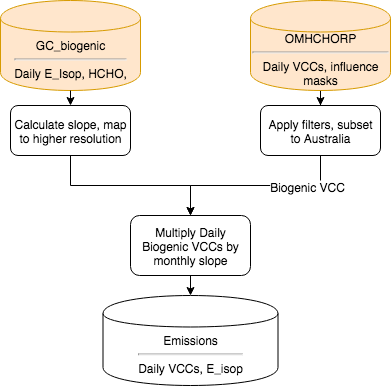 GC_biogenic
Daily E_Isop, HCHO,
OMHCHORP
Daily VCCs, influence
masks
Calculate slope, map
to higher resolution
Apply filters, subset
to Australia
Biogenic VCC
Multiply Daily
Biogenic VCCs by
monthly slope
Emissions
Daily VCCs, E_isop